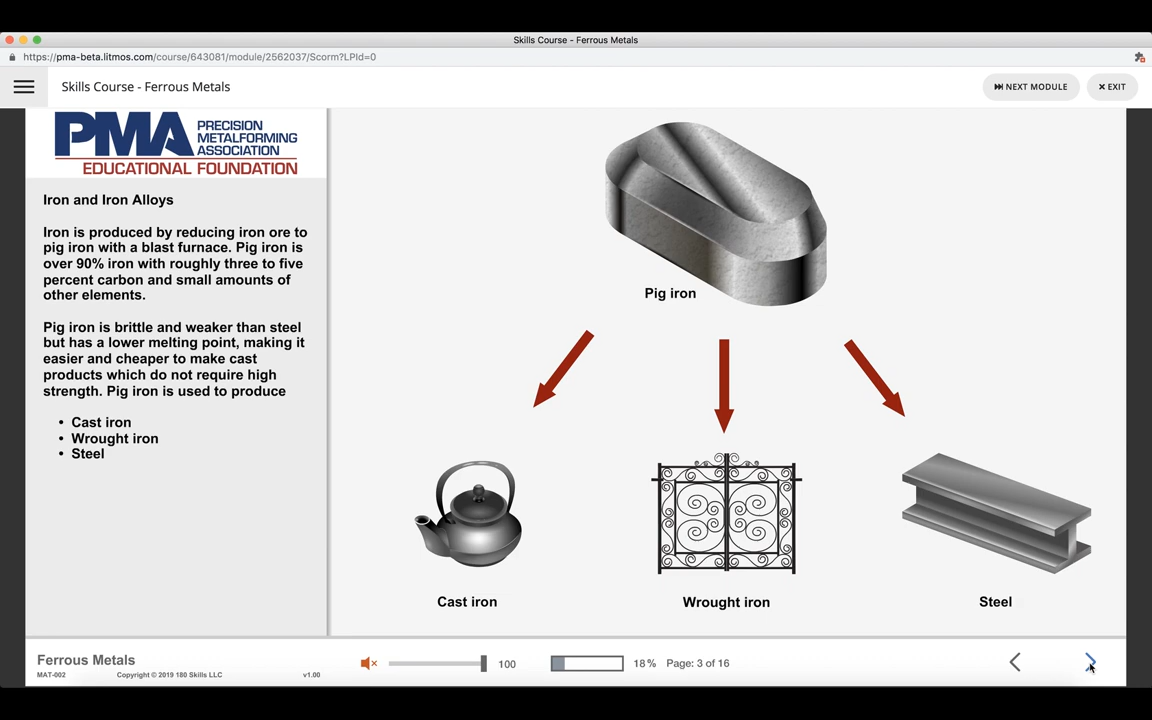 Skills Course - Ferrous Metals
https://pma-beta.litmos.com/course/643081/module/2562037/Scorm?LPId=0
Skills Course - Ferrous Metals
NEXT MODULE
EXIT
PMA PRECISION
METALFORMING
ASSOCIATION
EDUCATIONAL FOUNDATION
Iron and Iron Alloys
Iron is produced by reducing iron ore to
pig iron with a blast furnace. Pig iron is
over 90% iron with roughly three to five
percent carbon and small amounts of
other elements.
Pig iron is brittle and weaker than steel
but has a lower melting point, making it
easier and cheaper to make cast
products which do not require high
strength. Pig iron is used to produce
• Cast iron
• Wrought iron
• Steel
Pig iron
Cast iron
Wrought iron
Steel
Ferrous Metals
MAT-002
Copyright © 2019 180 Skills LLC
v1.00
100
18%
Page: 3 of 16